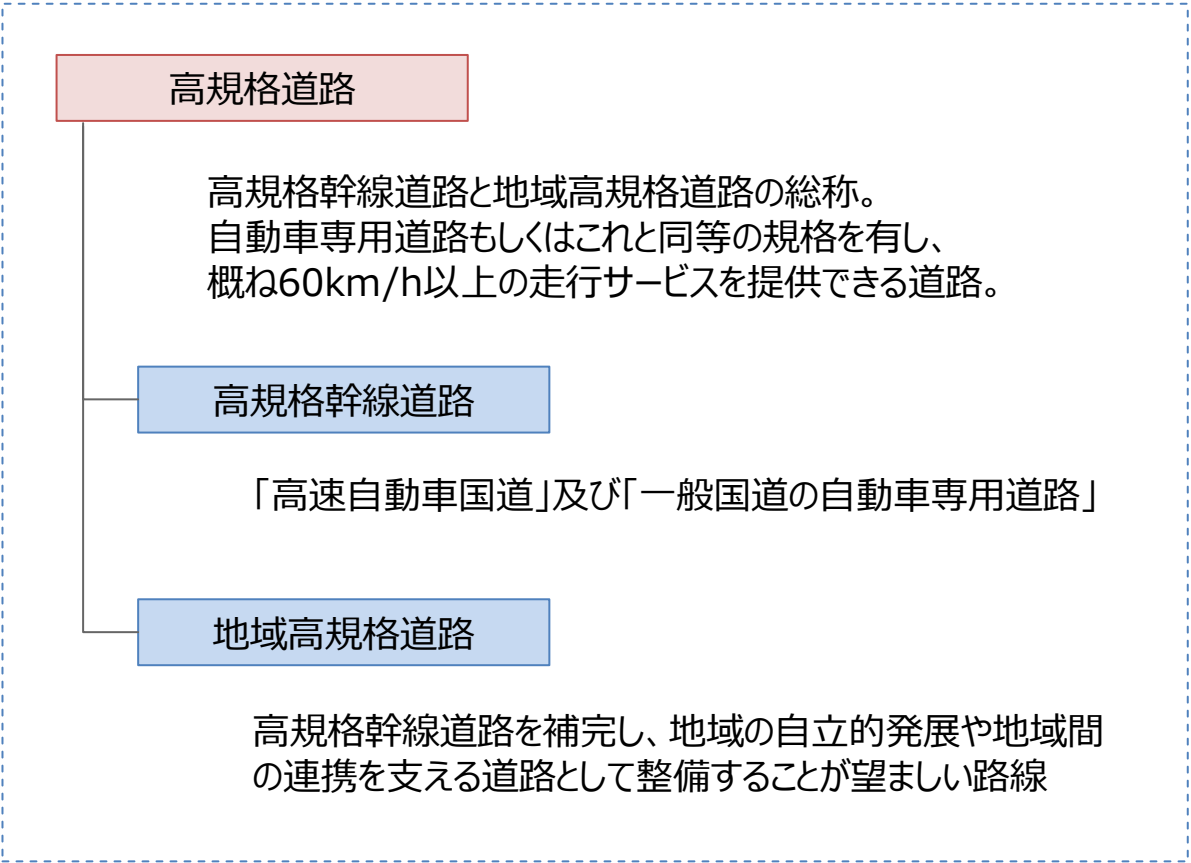 高規格道路
高規格幹線道路と地域高規格道路の総称。
自動車専用道路もしくはこれと同等の規格を有し、
概ね60km/h以上の走行サービスを提供できる道路。
高規格幹線道路
「高速自動車国道」及び「一般国道の自動車専用道路」
地域高規格道路
高規格幹線道路を補完し、地域の自立的発展や地域間
の連携を支える道路として整備することが望ましい路線